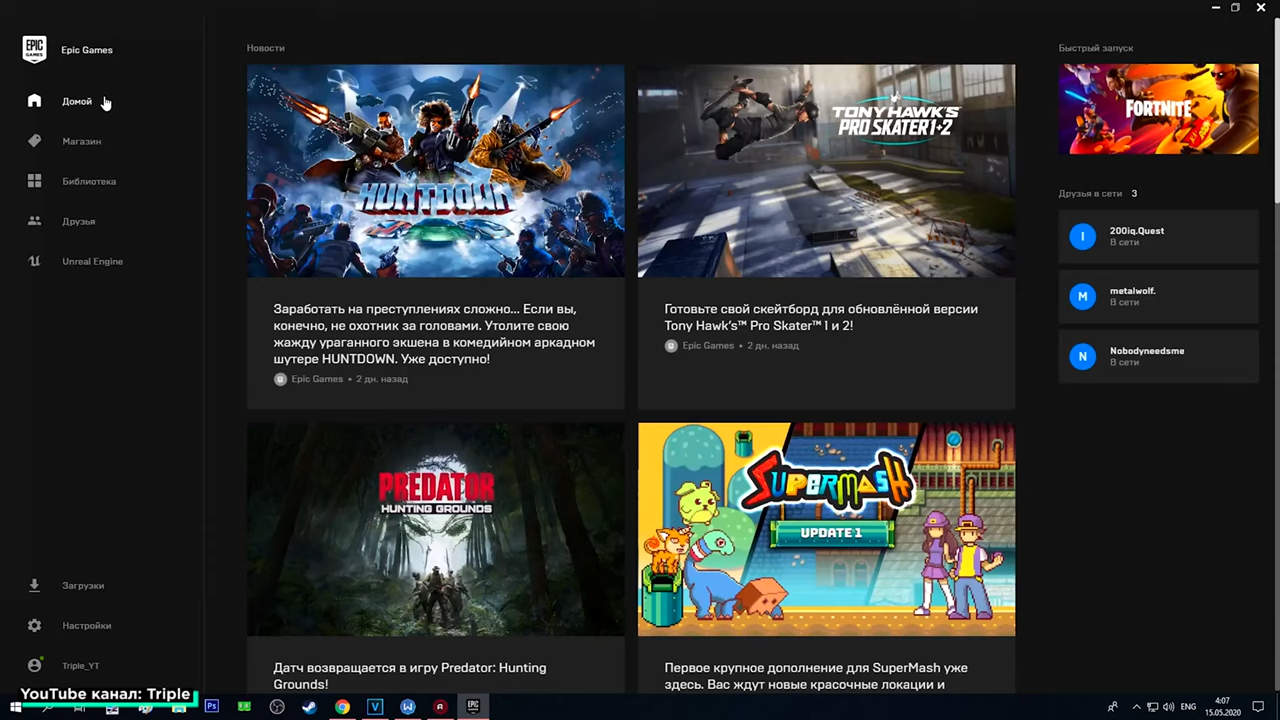 EPIC
GAMES
Epic Games
Домой
Магазин
Библиотека
Друзья
Unreal Engine
Загрузки
Настройки
Triple_YT
Новости
HUNTDOWN
Заработать на преступлениях сложно... Если вы,
конечно, не охотник за головами. Утолите свою
жажду ураганного экшена в комедийном аркадном
шутере HUNTDOWN. Уже доступно!
Epic Games • 2 дн. назад
TONY HAWK'S
PRO SKATER 1+2
Готовьте свой скейтборд для обновлённой версии
Tony Hawk's™ Pro Skater™ 1 и 2!
Epic Games • 2 дн. назад
PREDATOR
HUNTING GROUNDS
Датч возвращается в игру Predator: Hunting
Grounds!
SUPERMASH
UPDATE 1
Первое крупное дополнение для SuperMash уже
здесь. Вас ждут новые красочные локации и
Быстрый запуск
FORTNITE
Друзья в сети 3
I
200iq.Quest
В сети
M
metalwolf.
В сети
N
Nobodyneedsme
В сети
YouTube канал: Triple
Ps
V
W
EPIC
ENG
4:07
15.05.2020